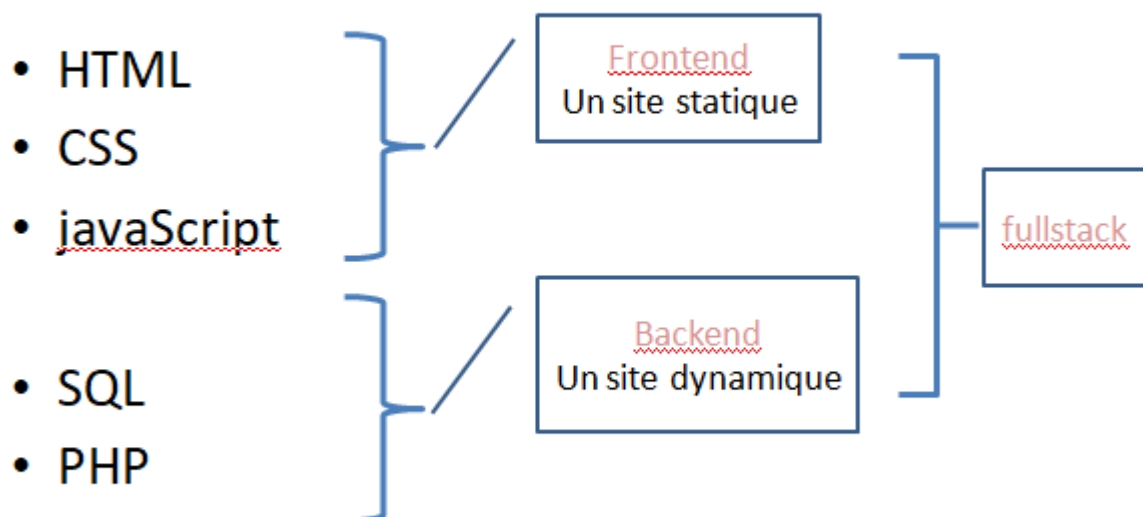 • HTML
• CSS
• javaScript
• SQL
• PHP
Frontend
Un site statique
Backend
Un site dynamique
fullstack